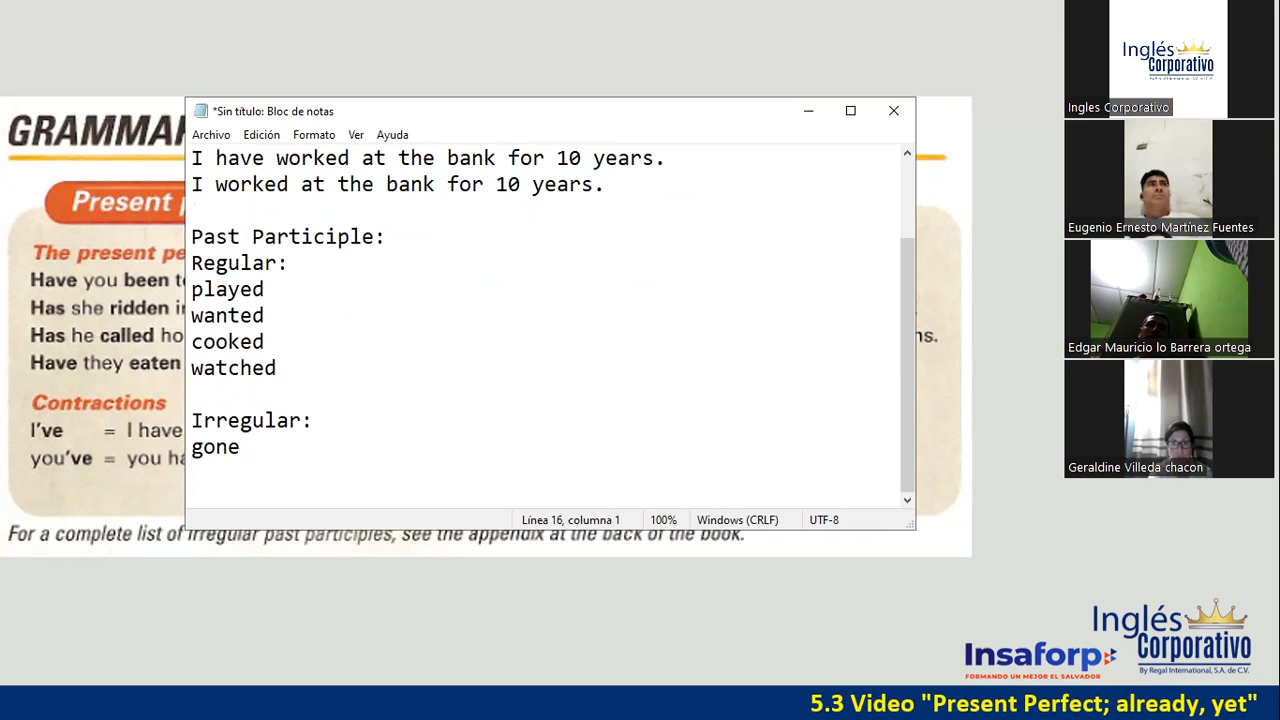 GRAMMAR
Present p
The present pe
Have you been t
Has she ridden i
Has he called ho
ns.
Have they eaten
Contractions
I've = I have
you've = you ha
For a complete list of irregular past participles, see the appendix at the back of the book.
*Sin título: Bloc de notas
Archivo Edición Formato Ver Ayuda
I have worked at the bank for 10 years.
I worked at the bank for 10 years.
Past Participle:
Regular:
played
wanted
cooked
watched
Irregular:
gone
Línea 16, columna 1 100% Windows (CRLF) UTF-8
Inglés
Corporativo
Ingles Corporativo
Eugenio Ernesto Martínez Fuentes
Edgar Mauricio lo Barrera ortega
Geraldine Villeda chacon
Insaforp
FORMANDO UN MEJOR EL SALVADOR
Inglés
Corporativo
By Regal International, S.A. de C.V.
5.3 Video "Present Perfect; already, yet"